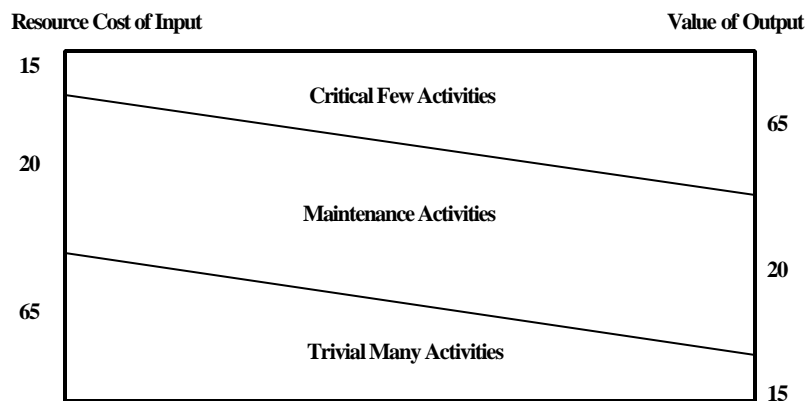 Resource Cost of Input Value of Output
15
Critical Few Activities
65
20
Maintenance Activities
20
65
Trivial Many Activities
15